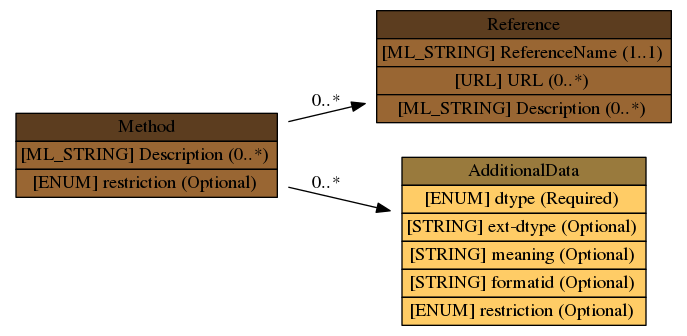 Reference
[ML_STRING] ReferenceName (1..1)
[URL] URL (0..*)
[ML_STRING] Description (0..*)
0..*
Method
[ML_STRING] Description (0..*)
[ENUM] restriction (Optional)
0..*
AdditionalData
[ENUM] dtype (Required)
[STRING] ext-dtype (Optional)
[STRING] meaning (Optional)
[STRING] formatid (Optional)
[ENUM] restriction (Optional)